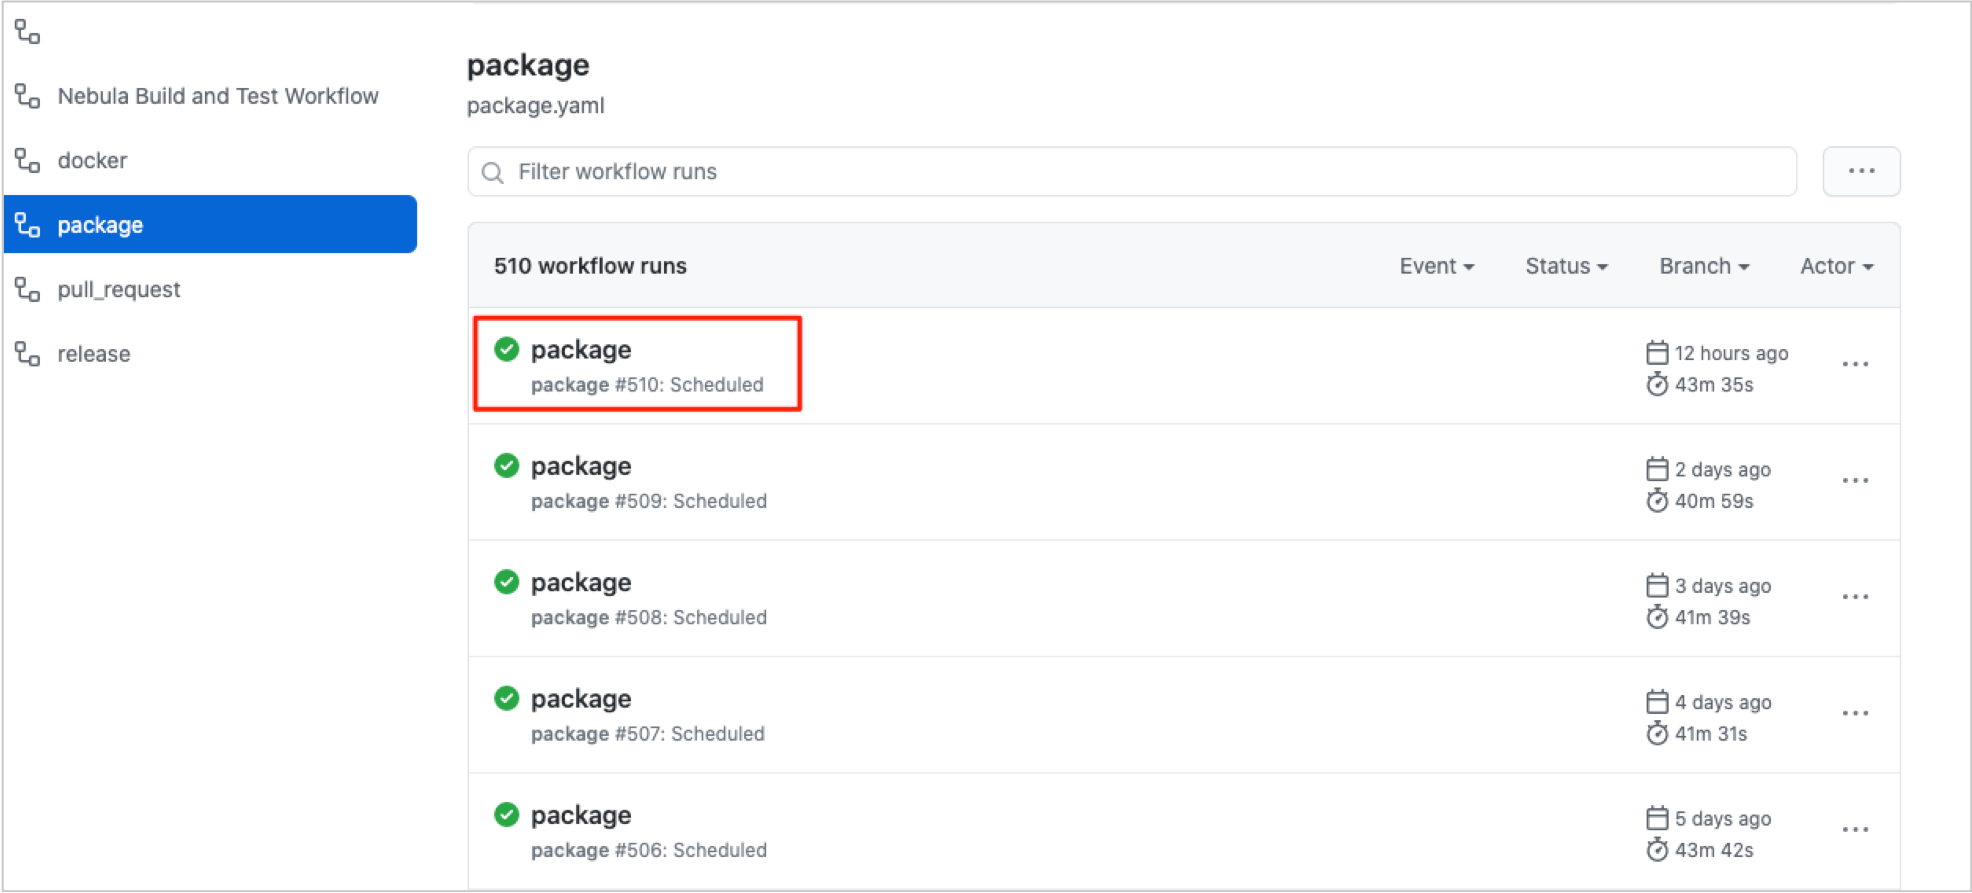 Nebula Build and Test Workflow
docker
package
pull_request
release
package
package.yaml
Filter workflow runs
510 workflow runs
Event
Status
Branch
Actor
package
package #510: Scheduled
12 hours ago
43m 35s
package
package #509: Scheduled
2 days ago
40m 59s
package
package #508: Scheduled
3 days ago
41m 39s
package
package #507: Scheduled
4 days ago
41m 31s
package
package #506: Scheduled
5 days ago
43m 42s